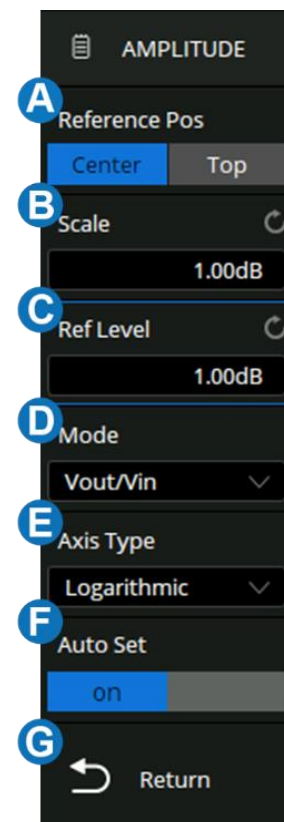 AMPLITUDE
A
Reference Pos
Center Top
B
Scale
1.00dB
C
Ref Level
1.00dB
D
Mode
Vout/Vin
E
Axis Type
Logarithmic
F
Auto Set
on
G
Return